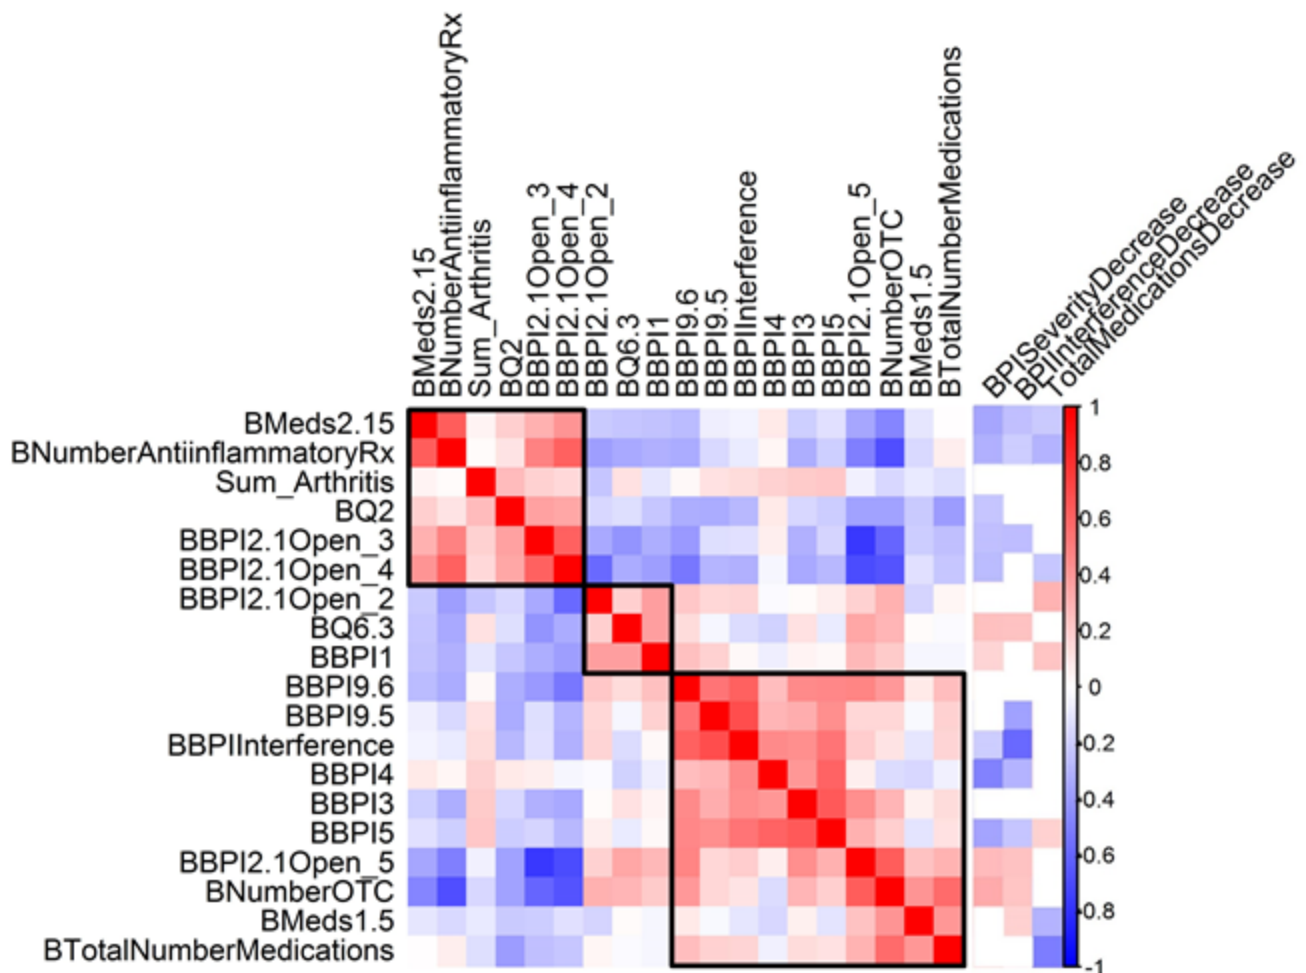 BMeds2.15
BNumberAntiinflammatoryRx
Sum_Arthritis
BQ2
BBPI2.1Open_3
BBPI2.1Open_4
BBPI2.1Open_2
BQ6.3
BBPI1
BBPI9.6
BBPI9.5
BBPIInterference
BBPI4
BBPI3
BBPI5
BBPI2.1Open_5
BNumberOTC
BMeds1.5
BTotalNumberMedications
BPISeverityDecrease
BPIInterferenceDecrease
TotalMedicationsDecrease
BMeds2.15
BNumberAntiinflammatoryRx
Sum_Arthritis
BQ2
BBPI2.1Open_3
BBPI2.1Open_4
BBPI2.1Open_2
BQ6.3
BBPI1
BBPI9.6
BBPI9.5
BBPIInterference
BBPI4
BBPI3
BBPI5
BBPI2.1Open_5
BNumberOTC
BMeds1.5
BTotalNumberMedications
1
0.8
0.6
0.4
0.2
0
-0.2
-0.4
-0.6
-0.8
-1